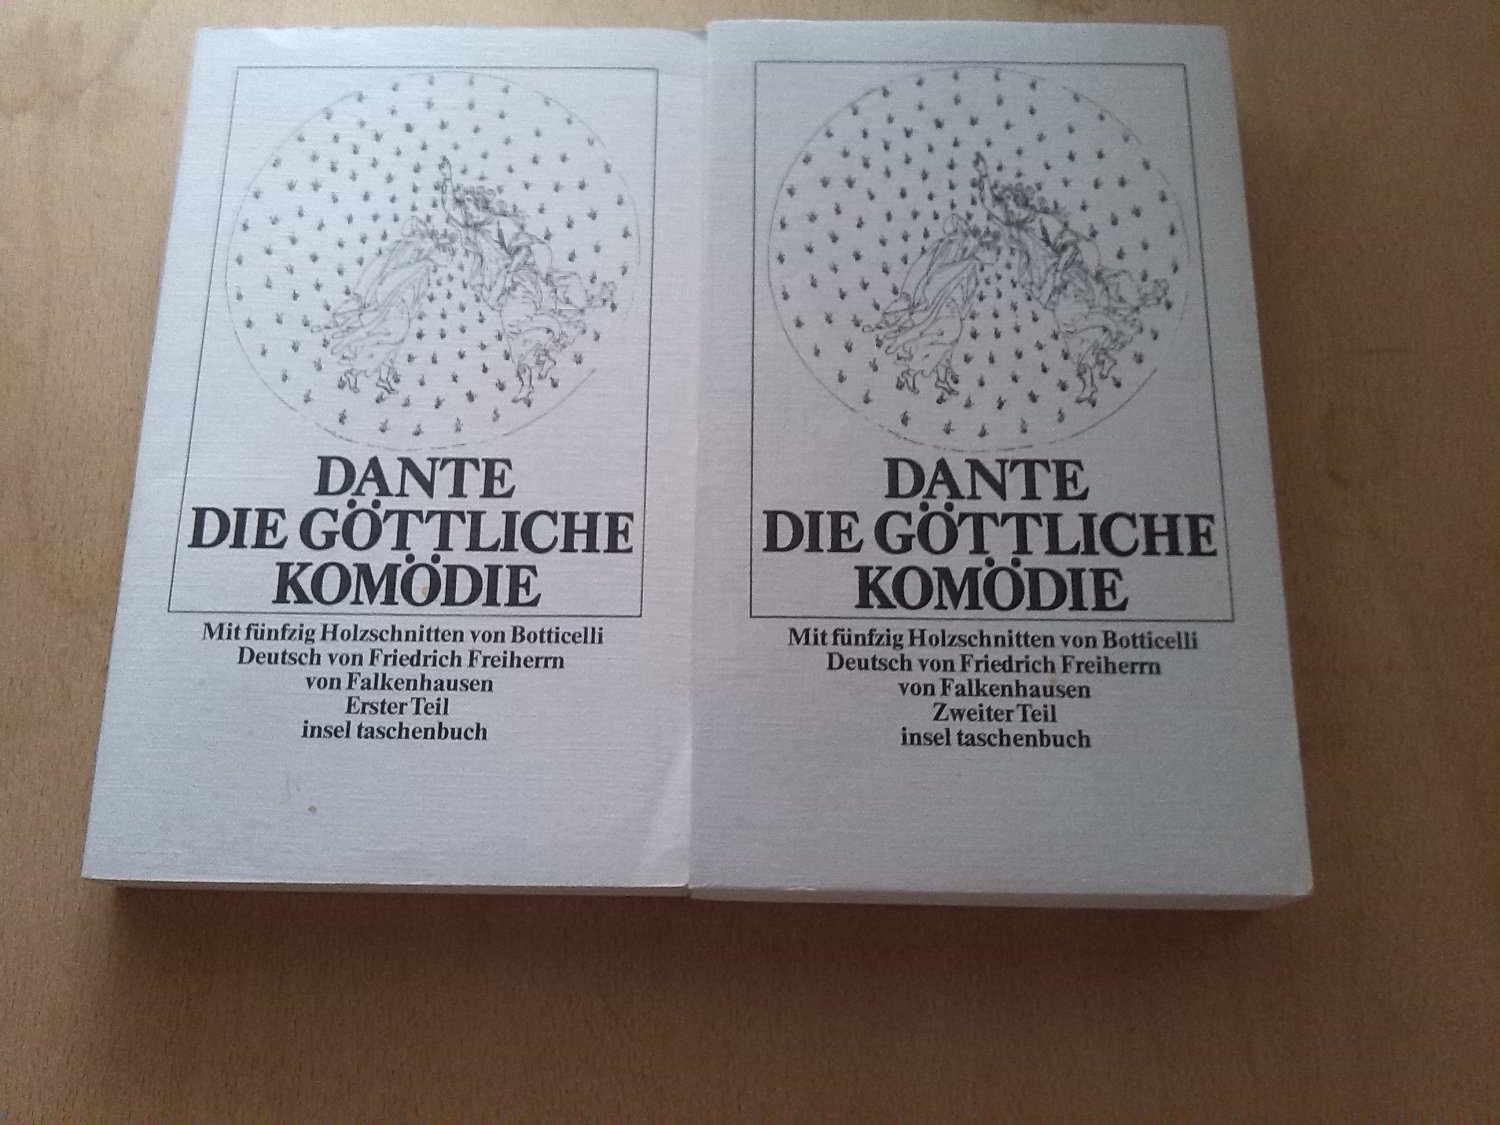 DANTE
DIE GÖTTLICHE
KOMÖDIE
Mit fünfzig Holzschnitten von Botticelli
Deutsch von Friedrich Freiherrn
von Falkenhausen
Erster Teil
insel taschenbuch
DANTE
DIE GÖTTLICHE
KOMÖDIE
Mit fünfzig Holzschnitten von Botticelli
Deutsch von Friedrich Freiherrn
von Falkenhausen
Zweiter Teil
insel taschenbuch